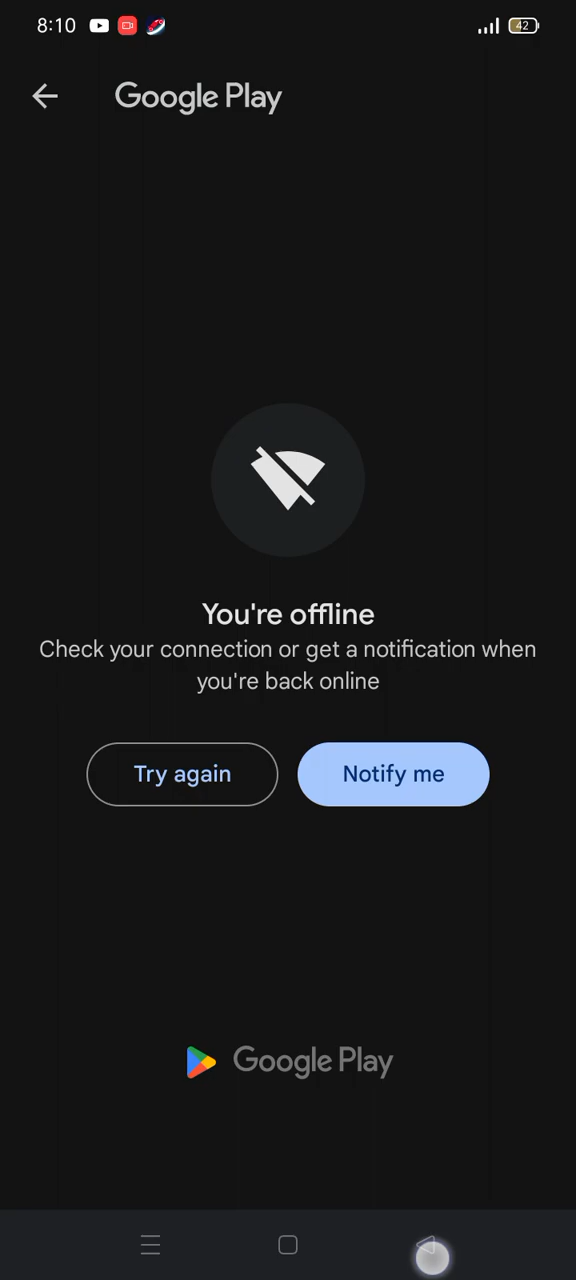 8:10
42
Google Play
You're offline
Check your connection or get a notification when
you're back online
Try again
Notify me
Google Play